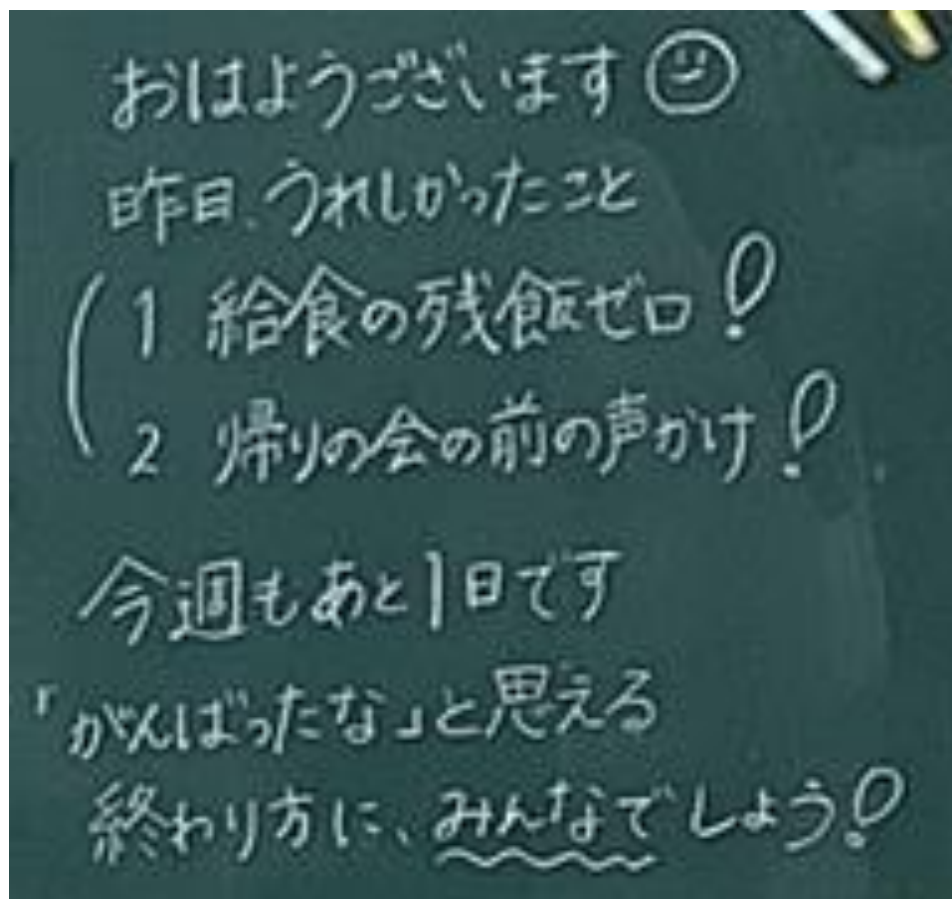 おはようございます
昨日、うれしかったこと
1 給食の残飯ゼロ!
2 帰りの会の前の声かけ!
今週もあと1日です
「がんばったな」と思える
終わり方に、みんなでしょう!